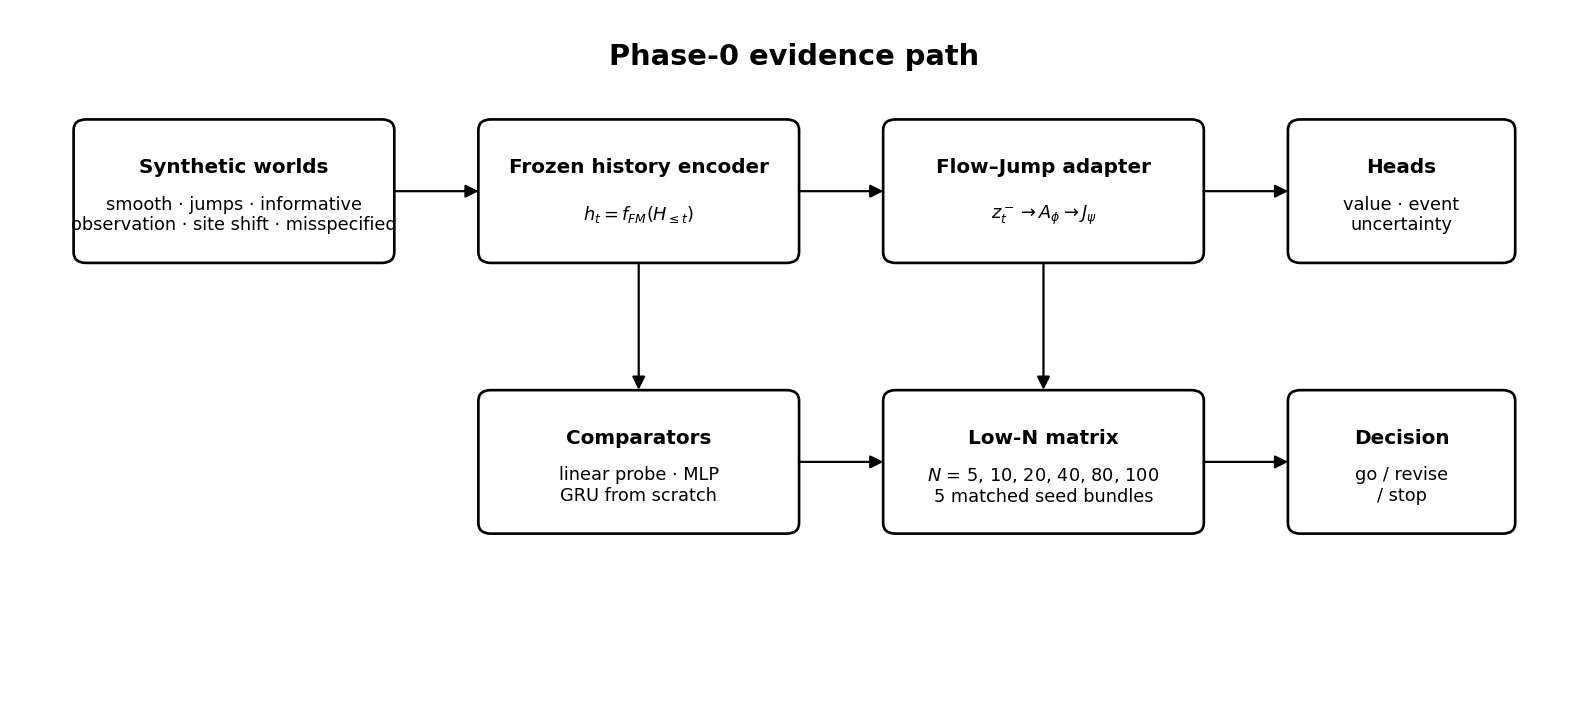 Phase-0 evidence path
Synthetic worlds
smooth · jumps · informative
observation · site shift · misspecified
Frozen history encoder
hₜ = f_FM(H_≤t)
Flow–Jump adapter
zₜ⁻ → A_ϕ → J_ψ
Heads
value · event
uncertainty
Comparators
linear probe · MLP
GRU from scratch
Low-N matrix
N = 5, 10, 20, 40, 80, 100
5 matched seed bundles
Decision
go / revise
/ stop